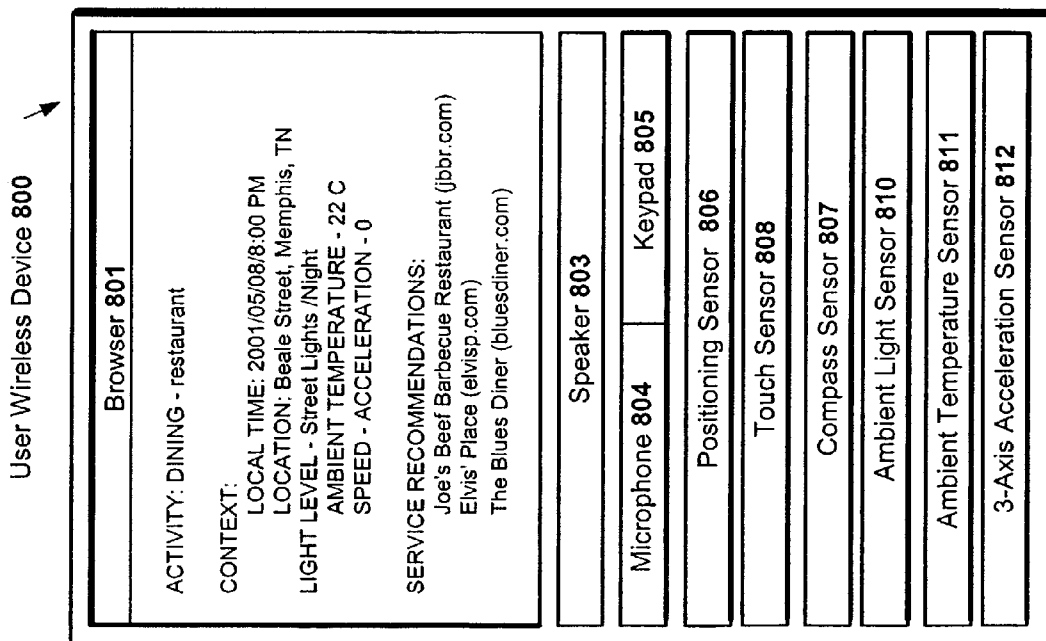 User Wireless Device 800
Browser 801
ACTIVITY: DINING - restaurant
CONTEXT:
LOCAL TIME: 2001/05/08/8:00 PM
LOCATION: Beale Street, Memphis, TN
LIGHT LEVEL - Street Lights /Night
AMBIENT TEMPERATURE - 22 C
SPEED - ACCELERATION - 0
SERVICE RECOMMENDATIONS:
Joe's Beef Barbecue Restaurant (jbbr.com)
Elvis' Place (elvisp.com)
The Blues Diner (bluesdiner.com)
Speaker 803
Microphone 804
Keypad 805
Positioning Sensor 806
Touch Sensor 808
Compass Sensor 807
Ambient Light Sensor 810
Ambient Temperature Sensor 811
3-Axis Acceleration Sensor 812